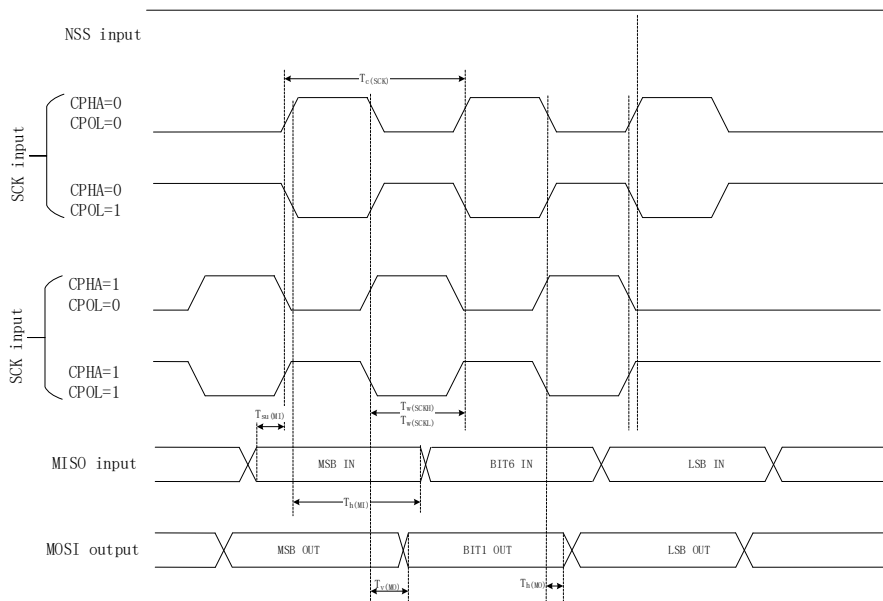 NSS input
Tc(SCK)
CPHA=0
CPOL=0
SCK input
CPHA=0
CPOL=1
CPHA=1
CPOL=0
SCK input
CPHA=1
CPOL=1
Tw(SCKH)
Tw(SCKL)
Tsu(MI)
MISO input
MSB IN
BIT6 IN
LSB IN
Th(MI)
MOSI output
MSB OUT
BIT1 OUT
LSB OUT
Tv(MO)
Th(MO)